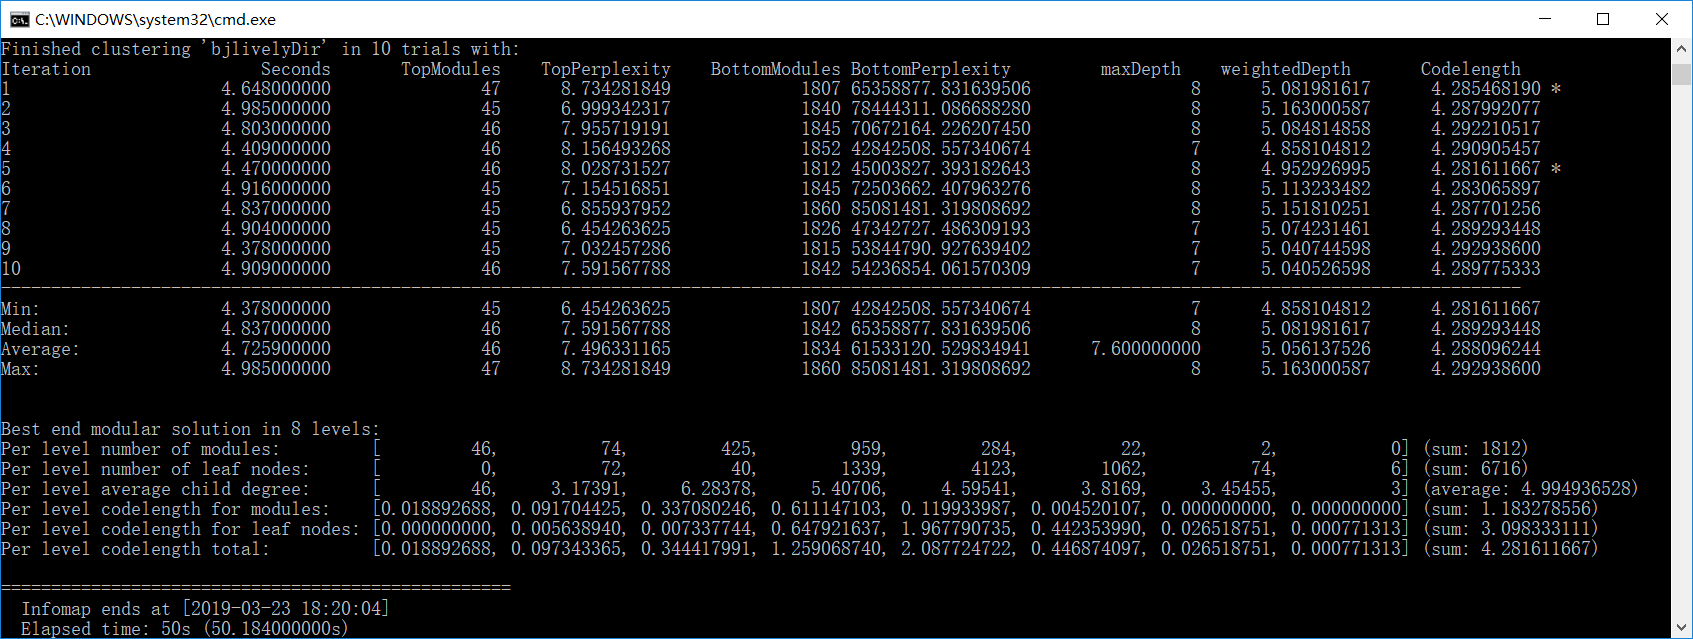 C:\WINDOWS\system32\cmd.exe
Finished clustering 'bjlivelyDir' in 10 trials with:
Iteration Seconds TopModules TopPerplexity BottomModules BottomPerplexity maxDepth weightedDepth Codelength
1 4.648000000 47 8.734281849 1807 65358877.831639506 8 5.081981617 4.285468190 *
2 4.985000000 45 6.999342317 1840 78444311.086688280 8 5.163000587 4.287992077
3 4.803000000 46 7.955719191 1845 70672164.226207450 8 5.084814858 4.292210517
4 4.409000000 46 8.156493268 1852 42842508.557340674 7 4.858104812 4.290905457
5 4.470000000 46 8.028731527 1812 45003827.393182643 8 4.952926995 4.281611667 *
6 4.916000000 45 7.154516851 1845 72503662.407963276 8 5.113233482 4.283065897
7 4.837000000 45 6.855937952 1860 85081481.319808692 8 5.151810251 4.287701256
8 4.904000000 45 6.454263625 1826 47342727.486309193 7 5.074231461 4.289293448
9 4.378000000 45 7.032457286 1815 53844790.927639402 7 5.040744598 4.292938600
10 4.909000000 46 7.591567788 1842 54236854.061570309 7 5.040526598 4.289775333
--------------------------------------------------------------------------------------------------------------------------------------------------------
Min: 4.378000000 45 6.454263625 1807 42842508.557340674 7 4.858104812 4.281611667
Median: 4.837000000 46 7.591567788 1842 65358877.831639506 8 5.081981617 4.289293448
Average: 4.725900000 46 7.496331165 1834 61533120.529834941 7.600000000 5.056137526 4.288096244
Max: 4.985000000 47 8.734281849 1860 85081481.319808692 8 5.163000587 4.292938600
Best end modular solution in 8 levels:
Per level number of modules: [ 46, 74, 425, 959, 284, 22, 2, 0] (sum: 1812)
Per level number of leaf nodes: [ 0, 72, 40, 1339, 4123, 1062, 74, 6] (sum: 6716)
Per level average child degree: [ 46, 3.17391, 6.28378, 5.40706, 4.59541, 3.8169, 3.45455, 3] (average: 4.994936528)
Per level codelength for modules: [0.018892688, 0.091704425, 0.337080246, 0.611147103, 0.119933987, 0.004520107, 0.000000000, 0.000000000] (sum: 1.183278556)
Per level codelength for leaf nodes: [0.000000000, 0.005638940, 0.007337744, 0.647921637, 1.967790735, 0.442353990, 0.026518751, 0.000771313] (sum: 3.098333111)
Per level codelength total: [0.018892688, 0.097343365, 0.344417991, 1.259068740, 2.087724722, 0.446874097, 0.026518751, 0.000771313] (sum: 4.281611667)
===================================================
Infomap ends at [2019-03-23 18:20:04]
Elapsed time: 50s (50.184000000s)